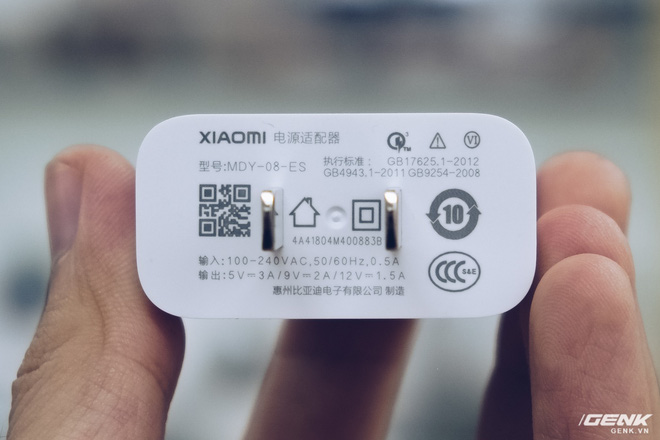 XIAOMI 电源适配器
VI
型号:MDY-08-ES
执行标准: GB17625.1-2012
GB4943.1-2011 GB9254-2008
10
4A41804M400883B
输入:100-240VAC,50/60Hz,0.5A
输出:5V⎓3A/9V⎓2A/12V⎓1.5A
CCC S&E
惠州比亚迪电子有限公司 制造
GENK
GENK.VN